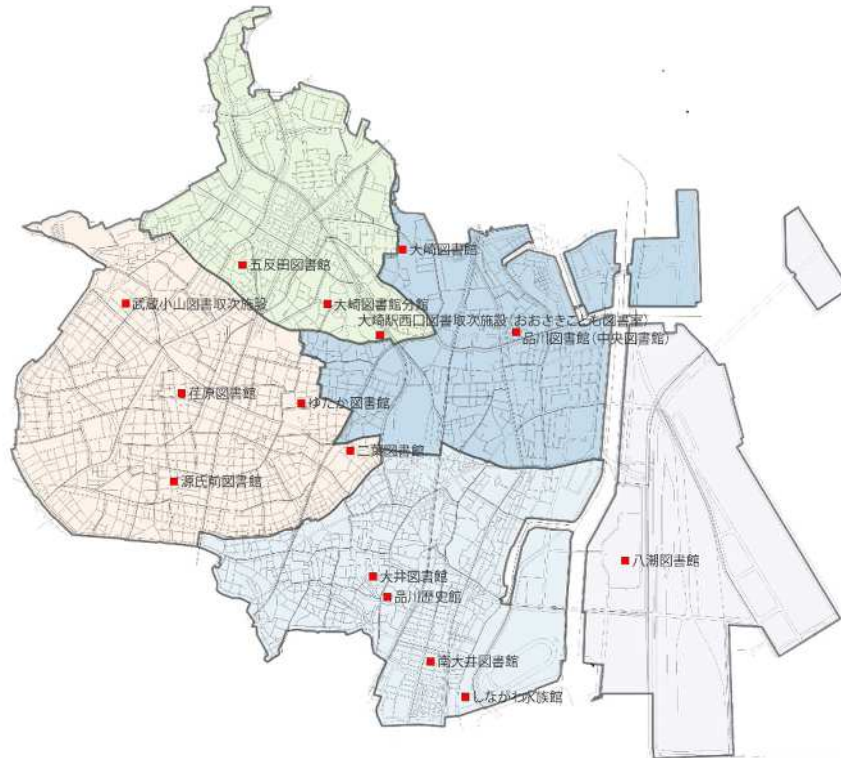 大崎図書館
五反田図書館
武蔵小山図書取次施設
大崎図書館分館
大崎駅西口図書取次施設（おおさきこども図書室）
品川図書館（中央図書館）
荏原図書館
ゆたか図書館
二葉図書館
源氏前図書館
八潮図書館
大井図書館
品川歴史館
南大井図書館
しながわ水族館